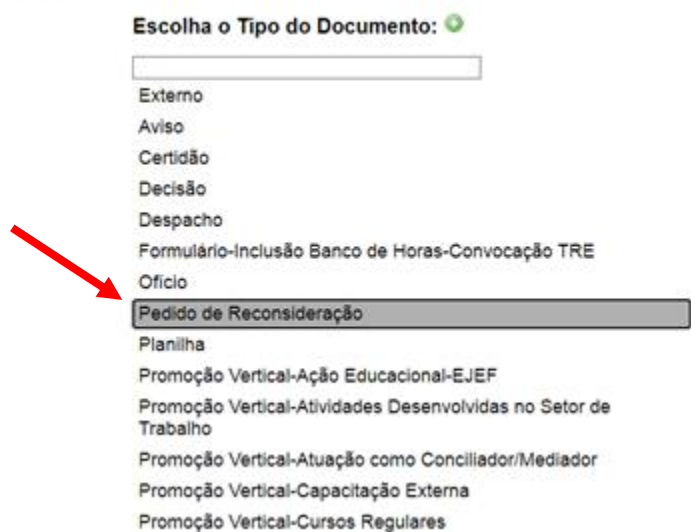 Escolha o Tipo do Documento:
Externo
Aviso
Certidão
Decisão
Despacho
Formulário-Inclusão Banco de Horas-Convocação TRE
Ofício
Pedido de Reconsideração
Planilha
Promoção Vertical-Ação Educacional-EJEF
Promoção Vertical-Atividades Desenvolvidas no Setor de
Trabalho
Promoção Vertical-Atuação como Conciliador/Mediador
Promoção Vertical-Capacitação Externa
Promoção Vertical-Cursos Regulares